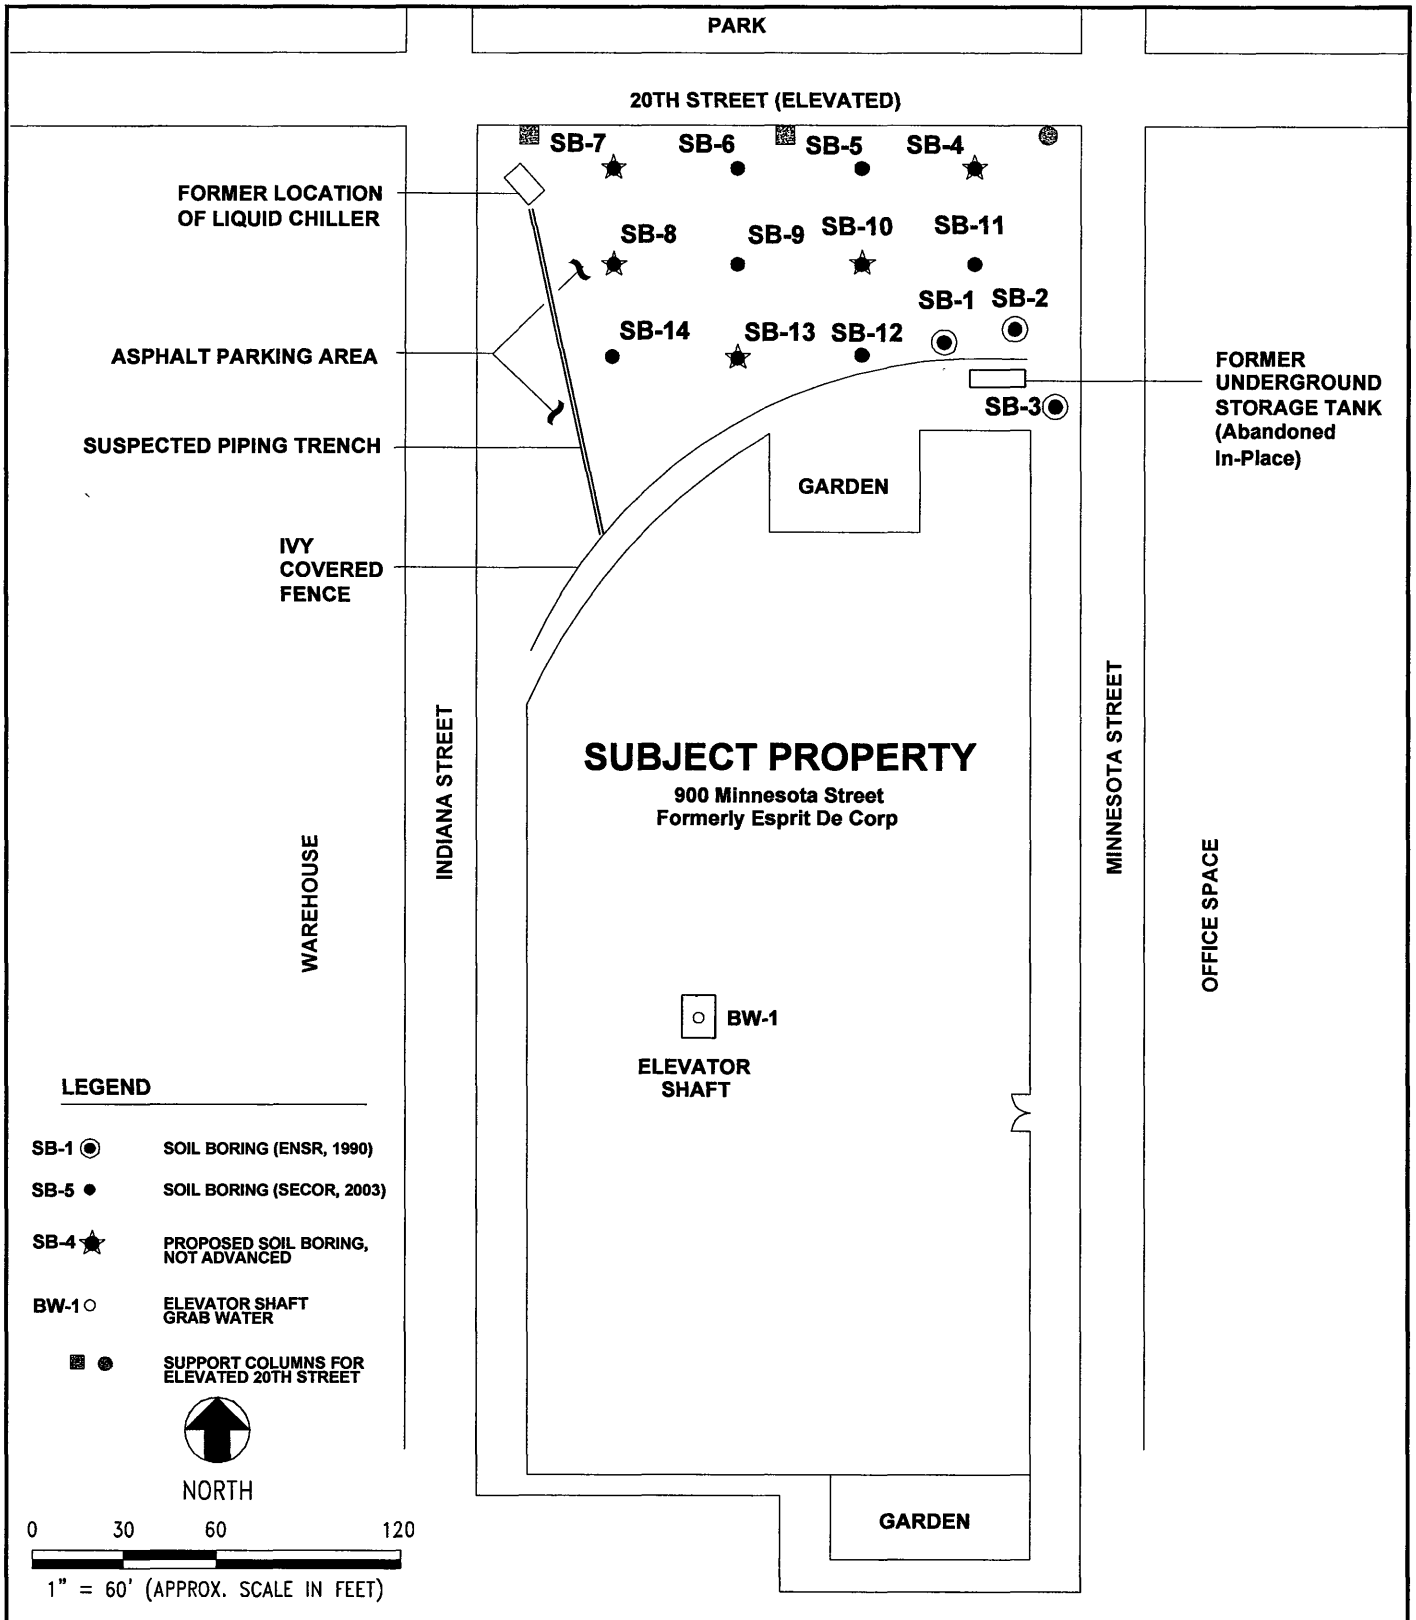 PARK
20TH STREET (ELEVATED)
SB-7
SB-6
SB-5
SB-4
FORMER LOCATION
OF LIQUID CHILLER
SB-8
SB-9
SB-10
SB-11
SB-1
SB-2
SB-14
SB-13
SB-12
ASPHALT PARKING AREA
FORMER
UNDERGROUND
STORAGE TANK
(Abandoned
In-Place)
SB-3
SUSPECTED PIPING TRENCH
GARDEN
IVY
COVERED
FENCE
INDIANA STREET
MINNESOTA STREET
SUBJECT PROPERTY
900 Minnesota Street
Formerly Esprit De Corp
WAREHOUSE
OFFICE SPACE
BW-1
ELEVATOR
SHAFT
LEGEND
SB-1 SOIL BORING (ENSR, 1990)
SB-5 SOIL BORING (SECOR, 2003)
SB-4 PROPOSED SOIL BORING,
NOT ADVANCED
BW-1 ELEVATOR SHAFT
GRAB WATER
SUPPORT COLUMNS FOR
ELEVATED 20TH STREET
NORTH
GARDEN
0 30 60 120
1" = 60' (APPROX. SCALE IN FEET)